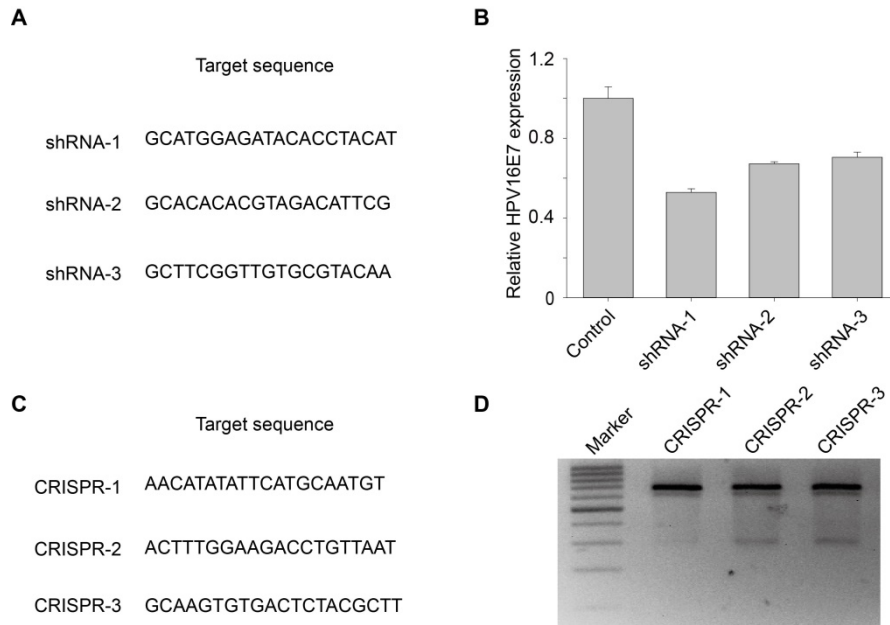 A
Target sequence
shRNA-1 GCATGGAGATACACCTACAT
shRNA-2 GCACACACGTAGACATTCG
shRNA-3 GCTTCGGTTGTGCGTACAA
B
Relative HPV16E7 expression
1.2
0.8
0.4
0
Control
shRNA-1
shRNA-2
shRNA-3
C
Target sequence
CRISPR-1 AACATATATTCATGCAATGT
CRISPR-2 ACTTTGGAAGACCTGTTAAT
CRISPR-3 GCAAGTGTGACTCTACGCTT
D
Marker
CRISPR-1
CRISPR-2
CRISPR-3